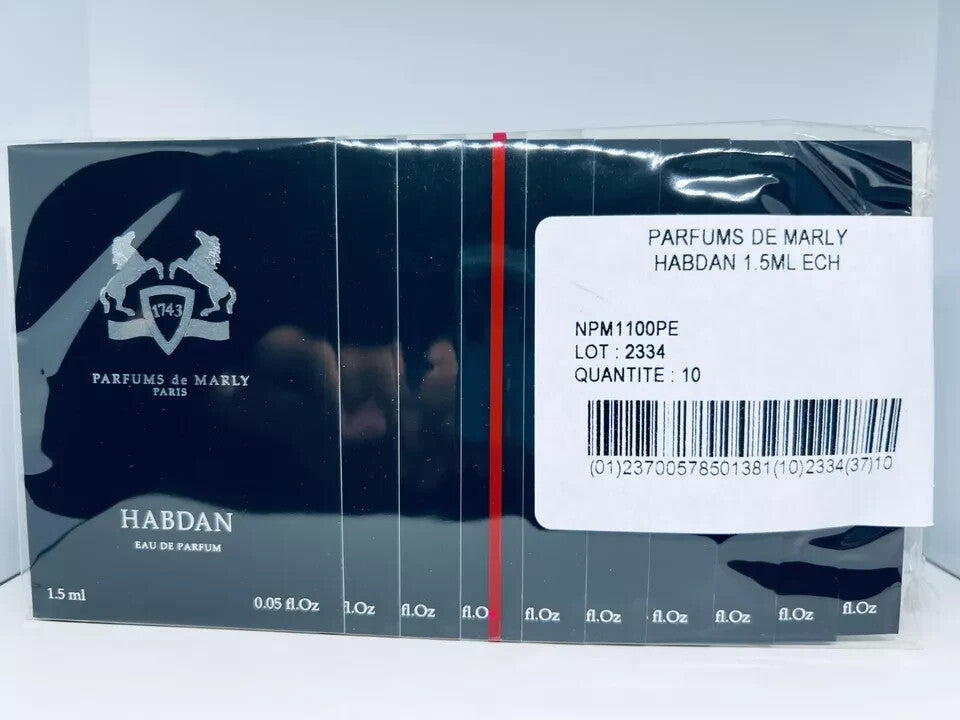 1743
PARFUMS de MARLY
PARIS
HABDAN
EAU DE PARFUM
1.5 ml
0.05 fl.Oz
l.Oz
fl.Oz
fl.O
fl.Oz
fl.Oz
fl.Oz
fl.Oz
fl.Oz
fl.Oz
PARFUMS DE MARLY
HABDAN 1.5ML ECH
NPM1100PE
LOT : 2334
QUANTITE : 10
(01)23700578501381(10)2334(37)10